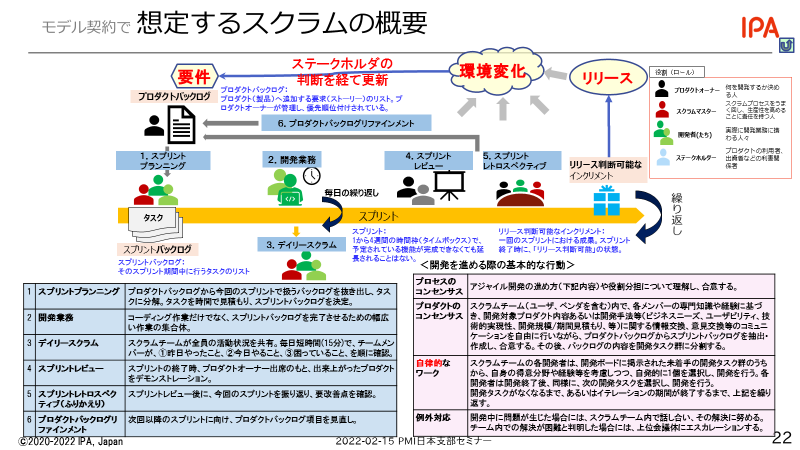 モデル契約で 想定するスクラムの概要
IPA
要件
ステークホルダの
判断を経て更新
環境変化
リリース
役割(ロール)
プロダクトオーナー
何を開発するか決め
る人
スクラムマスター
スクラムプロセスをうま
く回し、生産性を高める
ことに責任を持つ人
開発者(たち)
実際に開発業務に携
わる人々
ステークホルダー
プロダクトの利用者、
出資者などの利害関
係者
プロダクトバックログ
プロダクトバックログ:
プロダクト(製品)へ追加する要求(ストーリー)のリスト。プ
ロダクトオーナーが管理し、優先順位付けされている。
6. プロダクトバックログリファインメント
1. スプリント
プランニング
2. 開発業務
4. スプリント
レビュー
5. スプリント
レトロスペクティブ
リリース判断可能な
インクリメント
毎日の繰り返し
繰り返し
スプリント
タスク
スプリントバックログ
スプリントバックログ:
そのスプリント期間中に行うタスクのリスト
3. デイリースクラム
スプリント:
1から4週間の時間枠(タイムボックス)で、
予定されている機能が完成できなくても延
長されることはない。
リリース判断可能なインクリメント:
一回のスプリントにおける成果。スプリント
終了時に、「リリース判断可能」の状態。
<開発を進める際の基本的な行動>
1 スプリントプランニング プロダクトバックログから今回のスプリントで扱うバックログを抜き出し、タス
クに分解。タスクを時間で見積もり、スプリントバックログを決定。
2 開発業務 コーディング作業だけでなく、スプリントバックログを完了させるための幅広
い作業の集合体。
3 デイリースクラム スクラムチームが全員の活動状況を共有。毎日短時間(15分)で、チームメン
バーが、①昨日やったこと、②今日やること、③困っていること、を順に確認。
4 スプリントレビュー スプリントの終了時、プロダクトオーナー出席のもと、出来上がったプロダクト
をデモンストレーション。
5 スプリントレトロスペク
ティブ(ふりかえり) スプリントレビュー後に、今回のスプリントを振り返り、要改善点を確認。
6 プロダクトバックログリ
ファインメント 次回以降のスプリントに向け、プロダクトバックログ項目を見直し。
プロセスの
コンセンサス アジャイル開発の進め方(下記内容)や役割分担について理解し、合意する。
プロダクトの
コンセンサス スクラムチーム(ユーザ、ベンダを含む)内で、各メンバーの専門知識や経験に基づ
き、開発対象プロダクト内容あるいは開発手法等(ビジネスニーズ、ユーザビリティ、技
術的実現性、開発規模/期間見積もり、等)に関する情報交換、意見交換等のコミュニ
ケーションを自由に行いながら、プロダクトバックログからスプリントバックログを抽出・
作成し、合意する。その後、バックログの内容を開発タスク群に分割する。
自律的な
ワーク スクラムチームの各開発者は、開発ボードに掲示された未着手の開発タスク群のうち
から、自身の得意分野や経験等を考慮しつつ、自発的に1個を選択し、開発を行う。各
開発者は開発終了後、同様に、次の開発タスクを選択し、開発を行う。
開発タスクがなくなるまで、あるいはイテレーションの期間が終了するまで、上記を繰り
返す。
例外対応 開発中に問題が生じた場合には、スクラムチーム内で話し合い、その解決に努める。
チーム内での解決が困難と判明した場合には、上位会議体にエスカレーションする。
©2020-2022 IPA, Japan
2022-02-15 PMI日本支部セミナー
22